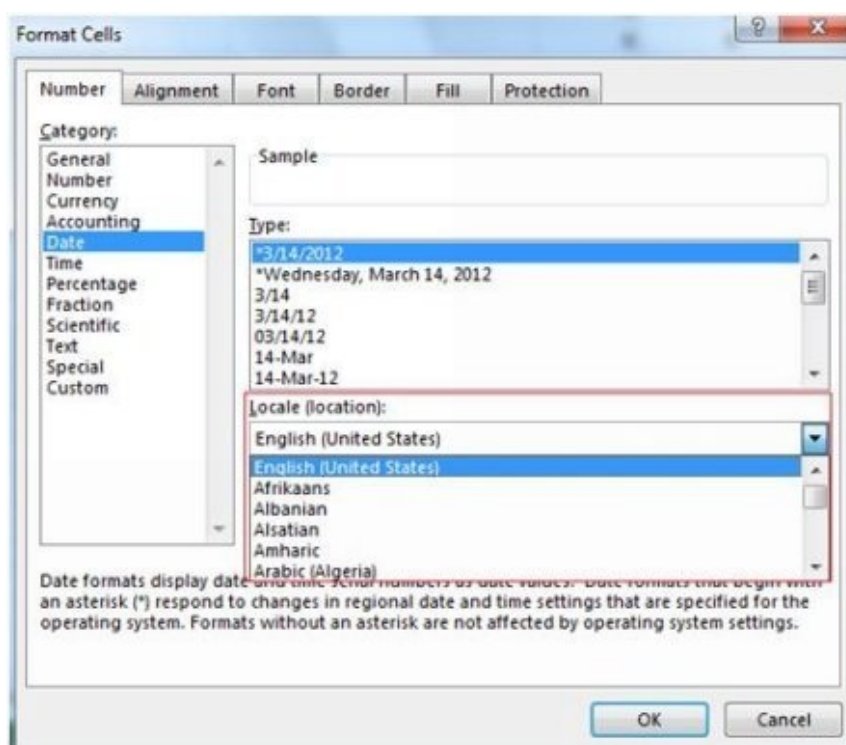 Format Cells
Number Alignment Font Border Fill Protection
Category:
General
Number
Currency
Accounting
Date
Time
Percentage
Fraction
Scientific
Text
Special
Custom
Sample
Type:
*3/14/2012
*Wednesday, March 14, 2012
3/14
3/14/12
03/14/12
14-Mar
14-Mar-12
Locale (location):
English (United States)
English (United States)
Afrikaans
Albanian
Alsatian
Amharic
Arabic (Algeria)
Date formats display date and time serial numbers as date values. Date formats that begin with
an asterisk (*) respond to changes in regional date and time settings that are specified for the
operating system. Formats without an asterisk are not affected by operating system settings.
OK Cancel